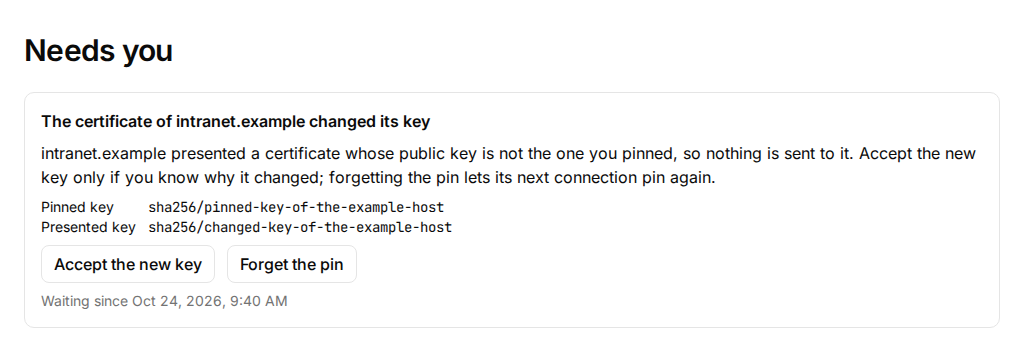 Needs you
The certificate of intranet.example changed its key
intranet.example presented a certificate whose public key is not the one you pinned, so nothing is sent to it. Accept the new
key only if you know why it changed; forgetting the pin lets its next connection pin again.
Pinned key sha256/pinned-key-of-the-example-host
Presented key sha256/changed-key-of-the-example-host
Accept the new key Forget the pin
Waiting since Oct 24, 2026, 9:40 AM